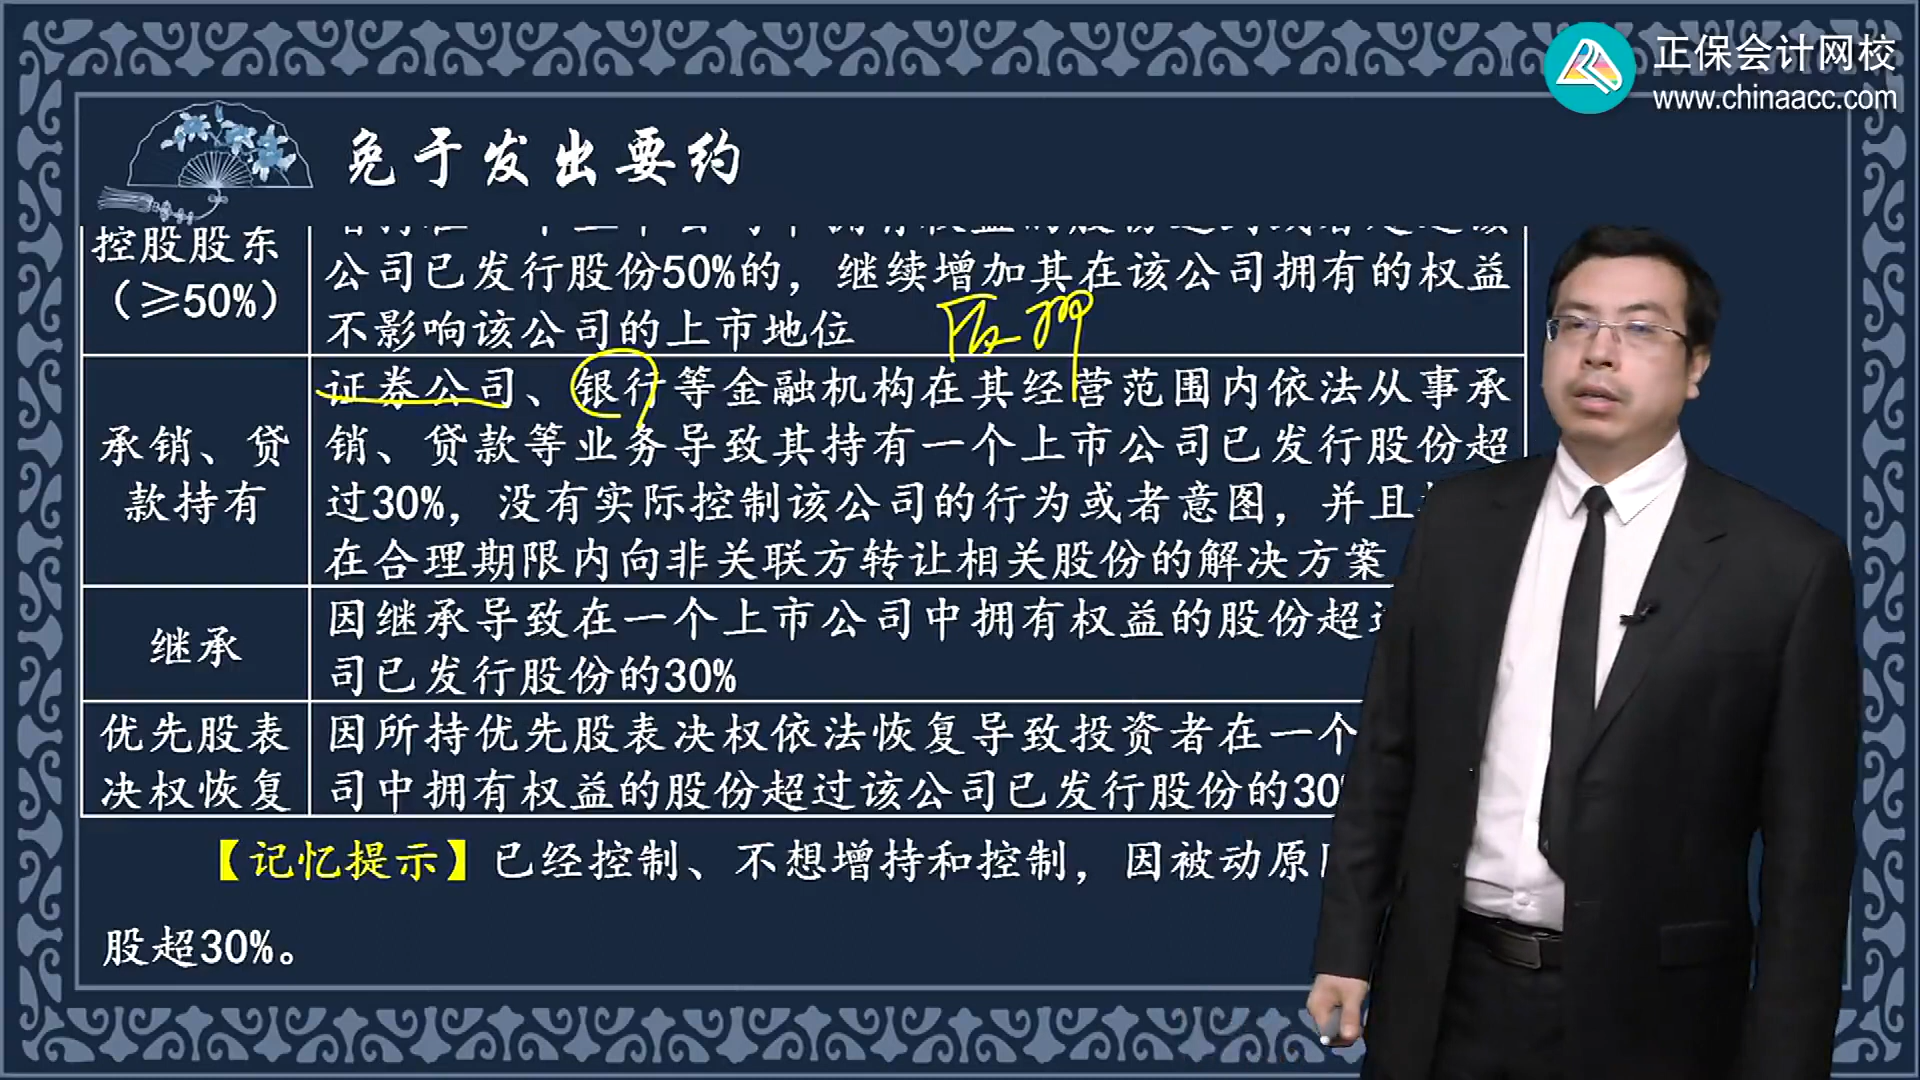 正保会计网校
www.chinaacc.com
免于发出要约
控股股东
(≥50%)
公司已发行股份50%的，继续增加其在该公司拥有的权益
不影响该公司的上市地位
质押
承销、贷
款持有
证券公司、银行等金融机构在其经营范围内依法从事承
销、贷款等业务导致其持有一个上市公司已发行股份超
过30%，没有实际控制该公司的行为或者意图，并且
在合理期限内向非关联方转让相关股份的解决方案
继承
因继承导致在一个上市公司中拥有权益的股份超
司已发行股份的30%
优先股表
决权恢复
因所持优先股表决权依法恢复导致投资者在一个
司中拥有权益的股份超过该公司已发行股份的30
【记忆提示】已经控制、不想增持和控制，因被动原
股超30%。